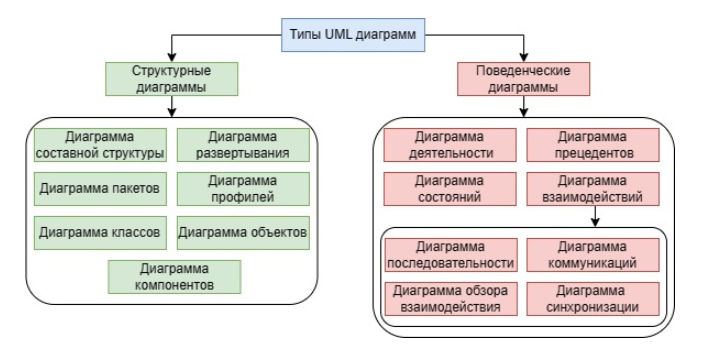 Типы UML диаграмм
Структурные
диаграммы
Поведенческие
диаграммы
Диаграмма
составной структуры
Диаграмма
развертывания
Диаграмма пакетов
Диаграмма
профилей
Диаграмма классов
Диаграмма объектов
Диаграмма
компонентов
Диаграмма
деятельности
Диаграмма
прецедентов
Диаграмма
состояний
Диаграмма
взаимодействий
Диаграмма
последовательности
Диаграмма
коммуникаций
Диаграмма обзора
взаимодействия
Диаграмма
синхронизации